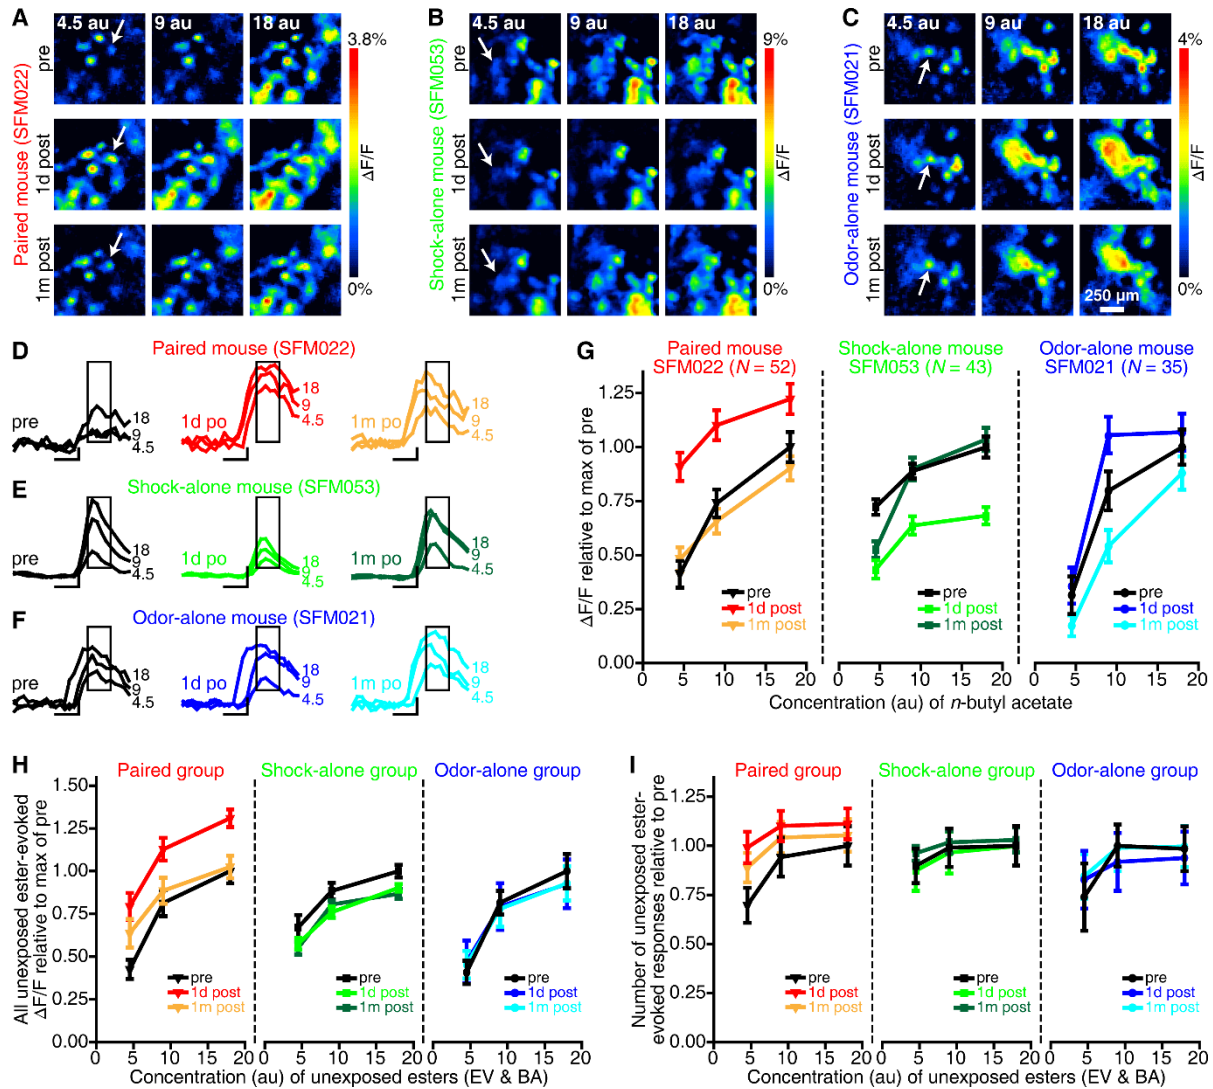 A
4.5 au 9 au 18 au
Paired mouse (SFM022)
pre
1d post
1m post
3.8%
ΔF/F
0%
B
4.5 au 9 au 18 au
Shock-alone mouse (SFM053)
pre
1d post
1m post
9%
ΔF/F
0%
C
4.5 au 9 au 18 au
Odor-alone mouse (SFM021)
pre
1d post
1m post
250 µm
4%
ΔF/F
0%
D
Paired mouse (SFM022)
pre
18
9
4.5
1d po
18
9
4.5
1m po
18
9
4.5
E
Shock-alone mouse (SFM053)
pre
18
9
4.5
1d po
18
9
4.5
1m po
18
9
4.5
F
Odor-alone mouse (SFM021)
pre
18
9
4.5
1d po
18
9
4.5
1m po
18
9
4.5
G
Paired mouse
SFM022 (N = 52)
Shock-alone mouse
SFM053 (N = 43)
Odor-alone mouse
SFM021 (N = 35)
ΔF/F relative to max of pre
1.25
1.00
0.75
0.50
0.25
0.00
pre
1d post
1m post
pre
1d post
1m post
pre
1d post
1m post
0 5 10 15 20 0 5 10 15 20 0 5 10 15 20
Concentration (au) of n-butyl acetate
H
Paired group
Shock-alone group
Odor-alone group
All unexposed ester-evoked
ΔF/F relative to max of pre
1.50
1.25
1.00
0.75
0.50
0.25
0.00
pre
1d post
1m post
pre
1d post
1m post
pre
1d post
1m post
0 5 10 15 20 0 5 10 15 20 0 5 10 15 20
Concentration (au) of unexposed esters (EV & BA)
I
Paired group
Shock-alone group
Odor-alone group
Number of unexposed ester-
evoked responses relative to pre
1.25
1.00
0.75
0.50
0.25
0.00
pre
1d post
1m post
pre
1d post
1m post
pre
1d post
1m post
0 5 10 15 20 0 5 10 15 20 0 5 10 15 20
Concentration (au) of unexposed esters (EV & BA)